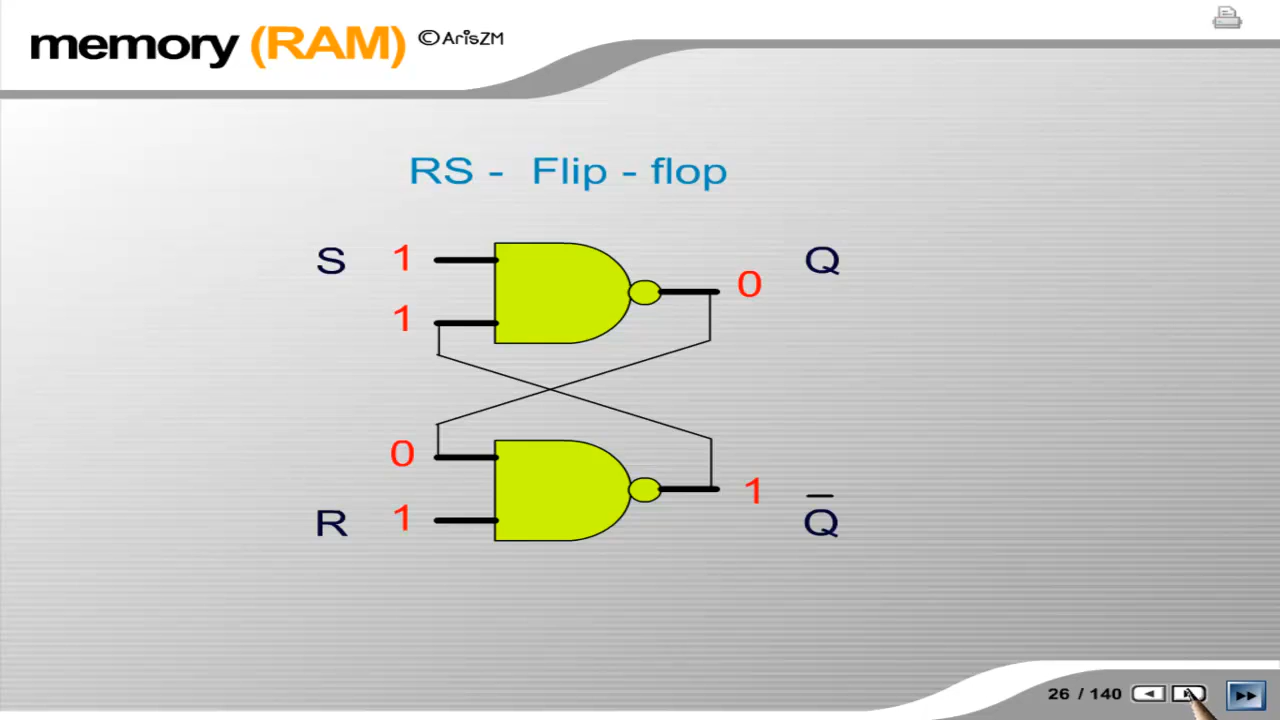 memory (RAM) ©ArisZM
RS - Flip - flop
S 1 Q
0
1
0
1 Q̅
R 1
26 / 140